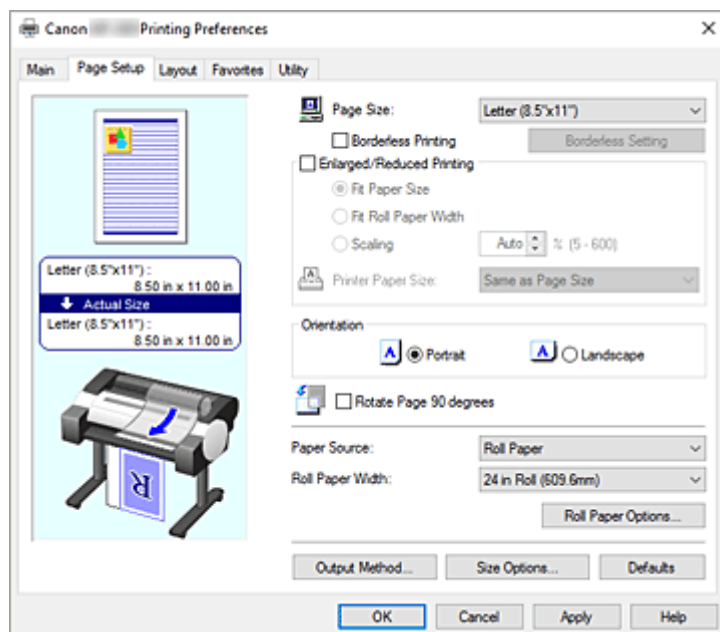 Canon Printing Preferences
Main Page Setup Layout Favorites Utility
Page Size: Letter (8.5"x11")
Borderless Printing Borderless Setting
Enlarged/Reduced Printing
Fit Paper Size
Fit Roll Paper Width
Scaling Auto % (5 - 600)
Printer Paper Size: Same as Page Size
Letter (8.5"x11") :
8.50 in x 11.00 in
Actual Size
Letter (8.5"x11") :
8.50 in x 11.00 in
Orientation
A Portrait A Landscape
Rotate Page 90 degrees
R
Paper Source: Roll Paper
Roll Paper Width: 24 in Roll (609.6mm)
Roll Paper Options...
Output Method... Size Options... Defaults
OK Cancel Apply Help